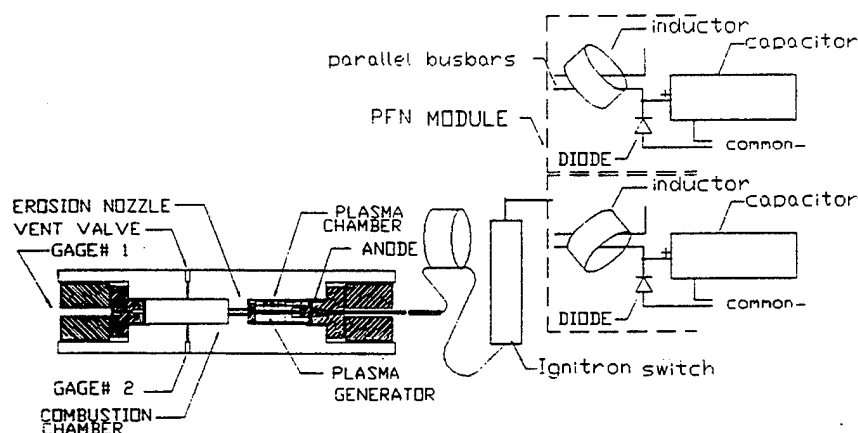 inductor
capacitor
parallel busbars
PFN MODULE
+
DIODE
common-
inductor
capacitor
+
DIODE
common-
EROSION NOZZLE
VENT VALVE
GAGE# 1
PLASMA
CHAMBER
ANODE
GAGE# 2
COMBUSTION
CHAMBER
PLASMA
GENERATOR
Ignitron switch